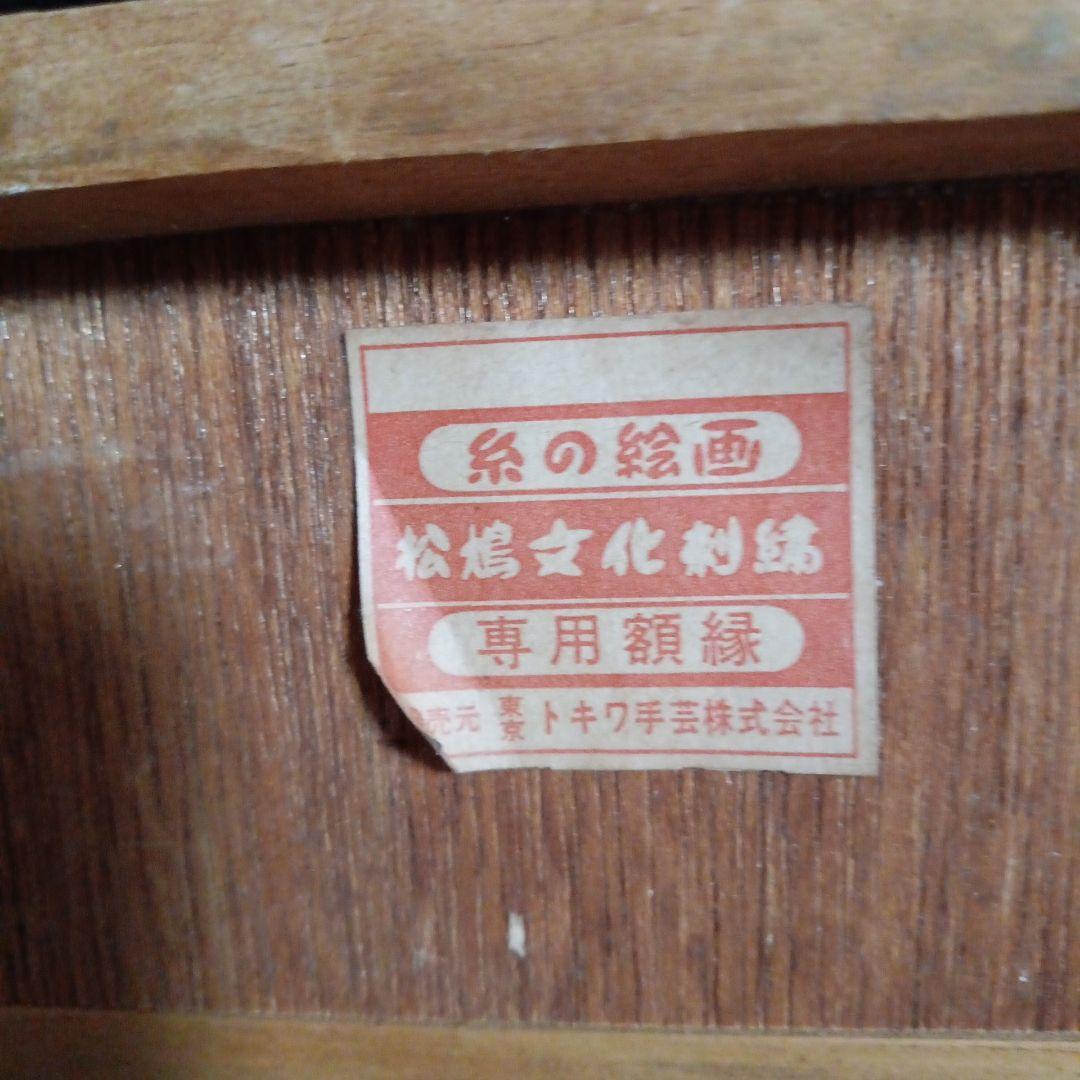 糸の絵画
松鳩文化刺繍
専用額縁
売元 東京 トキワ手芸株式会社